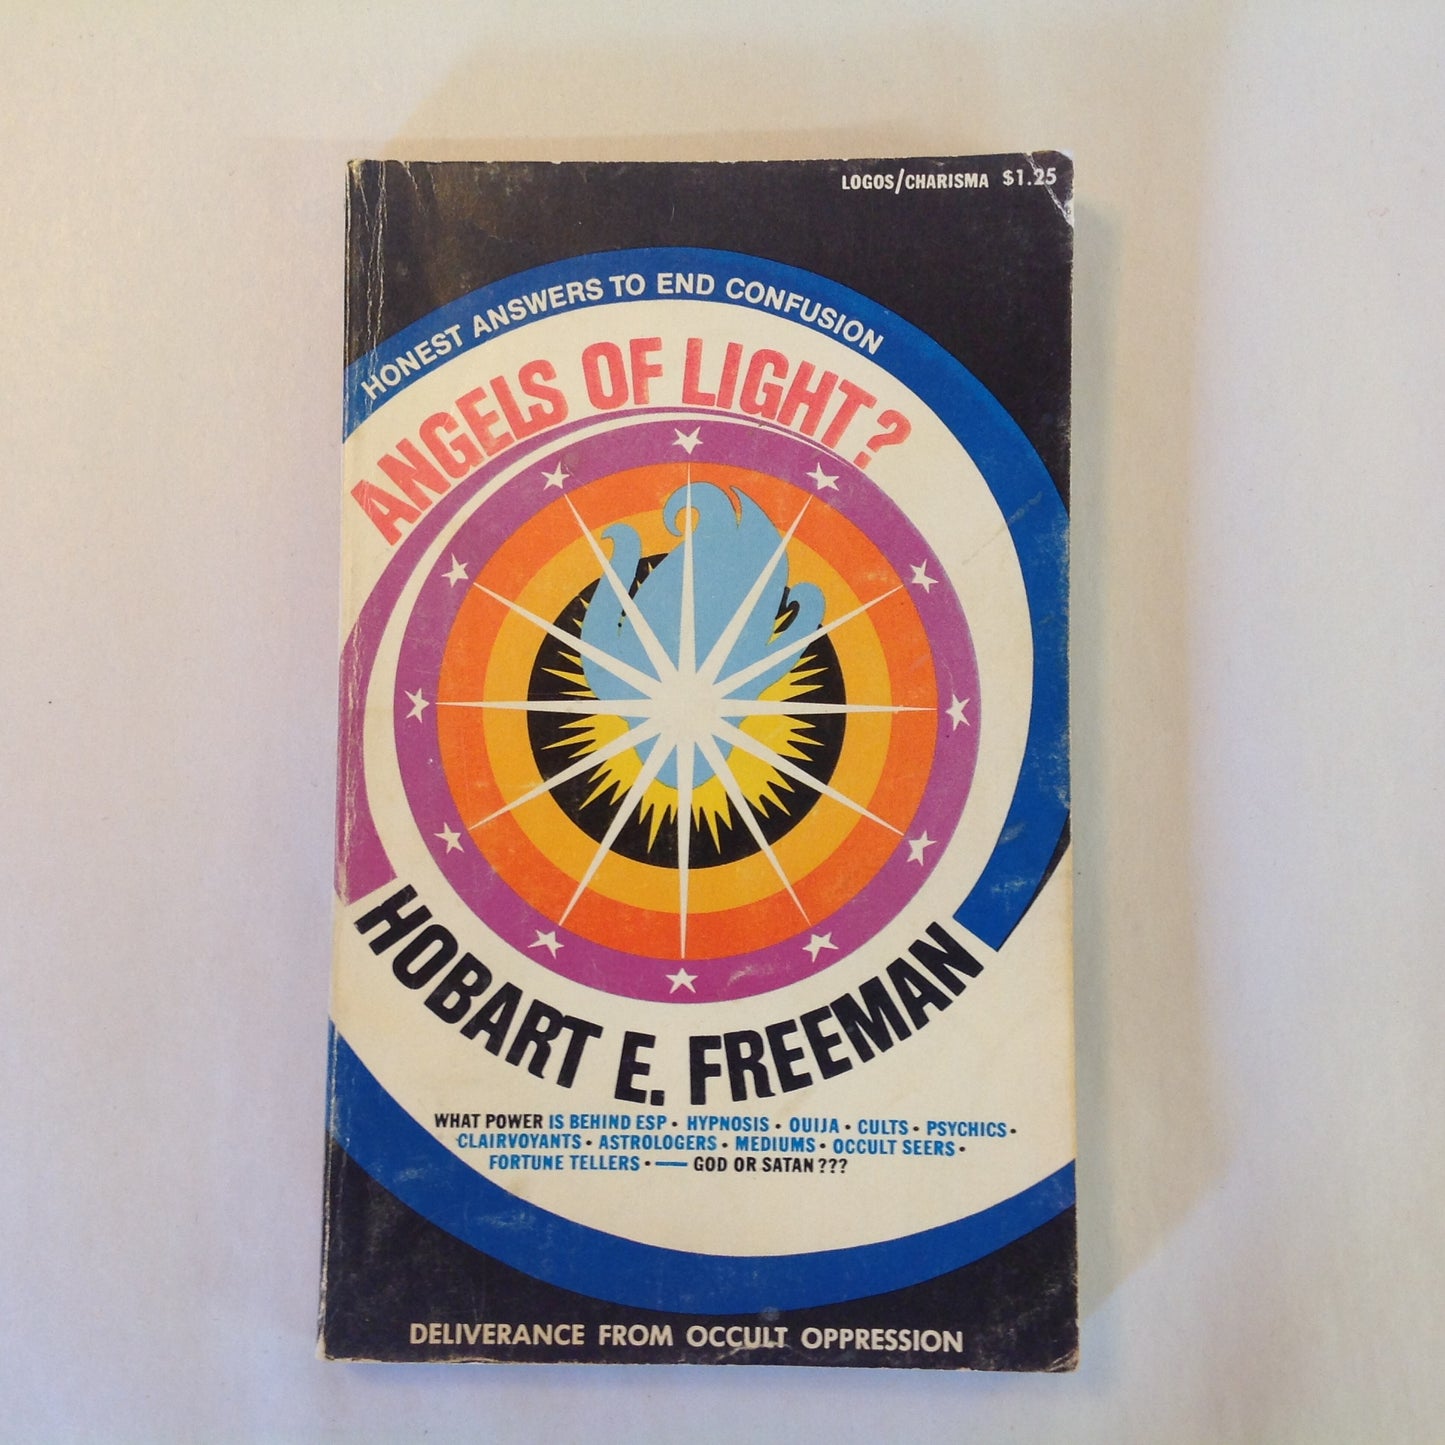 LOGOS/CHARISMA $1.25
HONEST ANSWERS TO END CONFUSION
ANGELS OF LIGHT?
HOBART E. FREEMAN
WHAT POWER IS BEHIND ESP • HYPNOSIS • OUIJA • CULTS • PSYCHICS •
CLAIRVOYANTS • ASTROLOGERS • MEDIUMS • OCCULT SEERS •
FORTUNE TELLERS • — GOD OR SATAN???
DELIVERANCE FROM OCCULT OPPRESSION